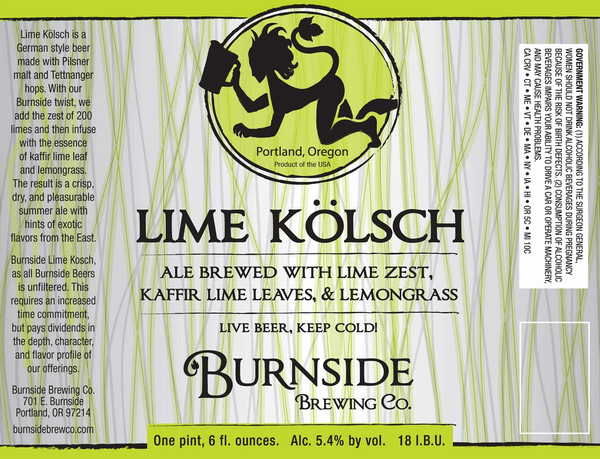 Lime Kölsch is a
German style beer
made with Pilsner
malt and Tettnanger
hops. With our
Burnside twist, we
add the zest of 200
limes and then infuse
with the essence
of kaffir lime leaf
and lemongrass.
The result is a crisp,
dry, and pleasurable
summer ale with
hints of exotic
flavors from the East.
Burnside Lime Kosch,
as all Burnside Beers
is unfiltered. This
requires an increased
time commitment,
but pays dividends in
the depth, character,
and flavor profile of
our offerings.
Burnside Brewing Co.
701 E. Burnside
Portland, OR 97214
burnsidebrewco.com
Portland, Oregon
Product of the USA
LIME KÖLSCH
ALE BREWED WITH LIME ZEST,
KAFFIR LIME LEAVES, & LEMONGRASS
LIVE BEER, KEEP COLD!
BURNSIDE
BREWING CO.
One pint, 6 fl. ounces. Alc. 5.4% by vol. 18 I.B.U.
GOVERNMENT WARNING: (1) ACCORDING TO THE SURGEON GENERAL,
WOMEN SHOULD NOT DRINK ALCOHOLIC BEVERAGES DURING PREGNANCY
BECAUSE OF THE RISK OF BIRTH DEFECTS. (2) CONSUMPTION OF ALCOHOLIC
BEVERAGES IMPAIRS YOUR ABILITY TO DRIVE A CAR OR OPERATE MACHINERY,
AND MAY CAUSE HEALTH PROBLEMS.
CA CRV • CT • ME • VT • DE • MA • NY • IA • HI • OR 5C • MI 10C